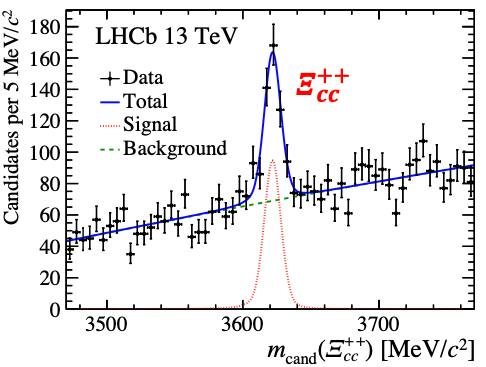 Candidates per 5 MeV/c²
180
160
140
120
100
80
60
40
20
0
LHCb 13 TeV
Data
Total
Signal
Background
Ξcc++
3500
3600
3700
mcand(Ξcc++) [MeV/c²]